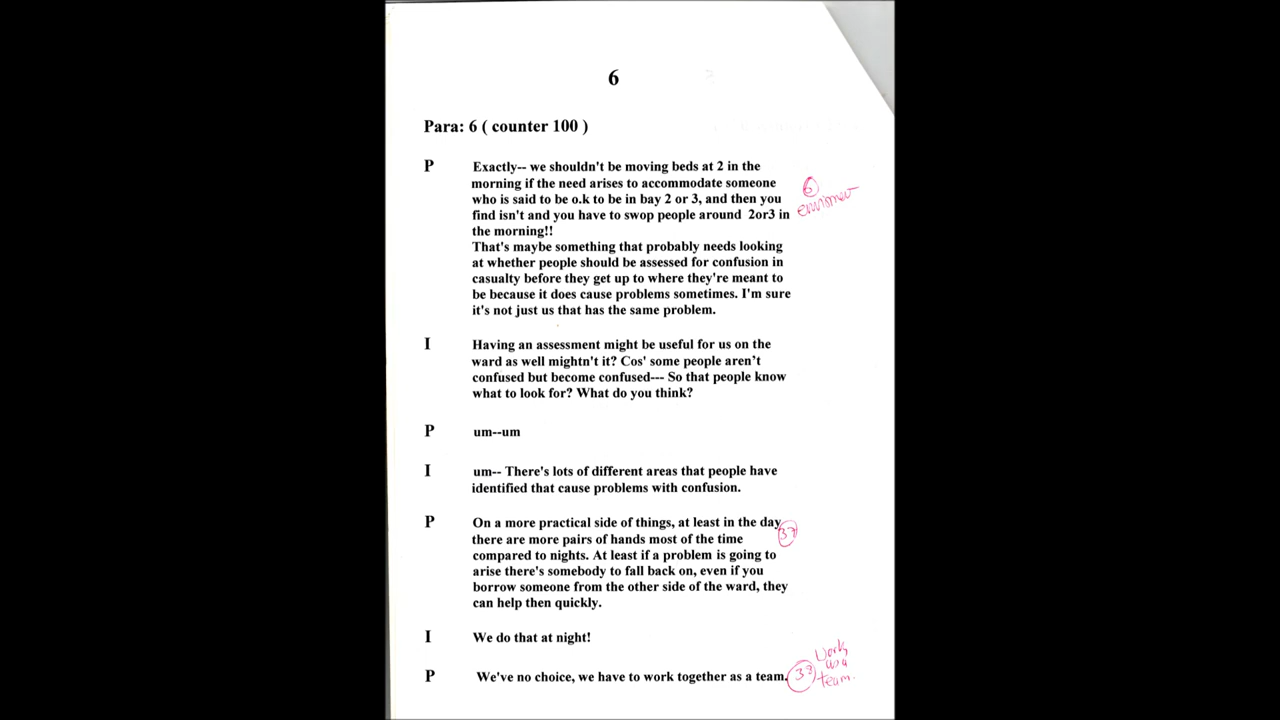 6
Para: 6 ( counter 100 )
P Exactly-- we shouldn't be moving beds at 2 in the
morning if the need arises to accommodate someone
who is said to be o.k to be in bay 2 or 3, and then you
find isn't and you have to swop people around 2or3 in
the morning!!
6
That's maybe something that probably needs looking
at whether people should be assessed for confusion in
casualty before they get up to where they're meant to
be because it does cause problems sometimes. I'm sure
it's not just us that has the same problem.
I Having an assessment might be useful for us on the
ward as well mightn't it? Cos' some people aren't
confused but become confused--- So that people know
what to look for? What do you think?
P um--um
I um-- There's lots of different areas that people have
identified that cause problems with confusion.
P On a more practical side of things, at least in the day
there are more pairs of hands most of the time
37
compared to nights. At least if a problem is going to
arise there's somebody to fall back on, even if you
borrow someone from the other side of the ward, they
can help then quickly.
I We do that at night!
P We've no choice, we have to work together as a team.
38
Work
as a
team.